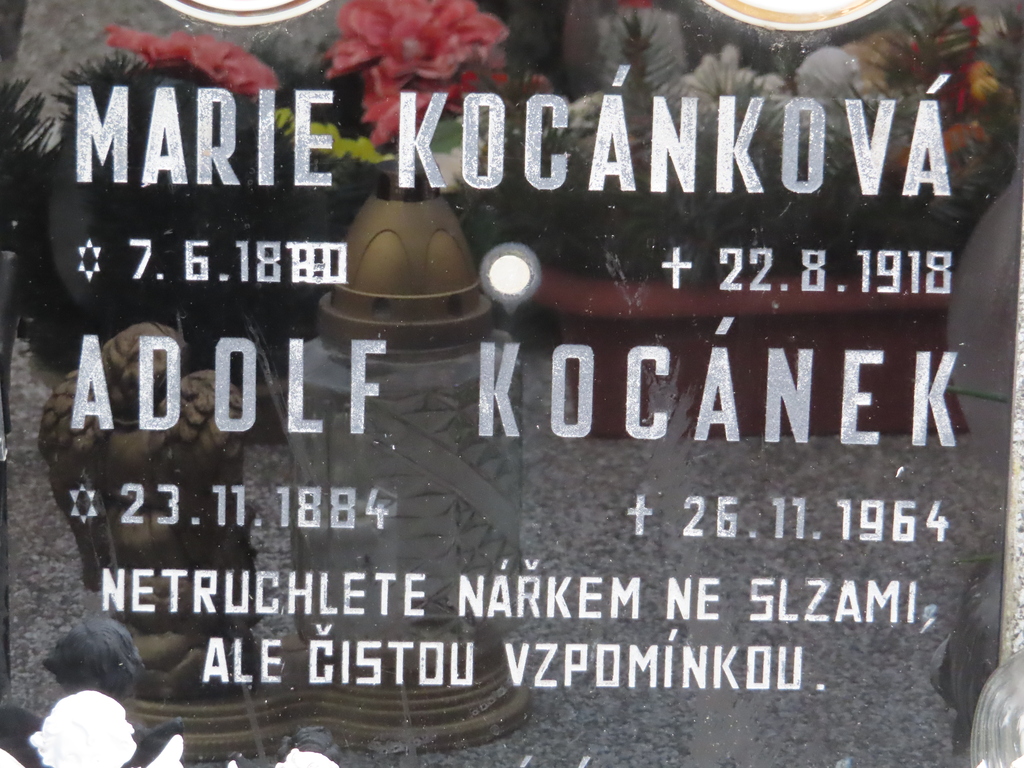 MARIE KOCÁNKOVÁ
✡ 7.6.18 † 22.8.1918
ADOLF KOCÁNEK
✡ 23.11.1884 † 26.11.1964
NETRUCHLETE NÁŘKEM NE SLZAMI,
ALE ČISTOU VZPOMÍNKOU.